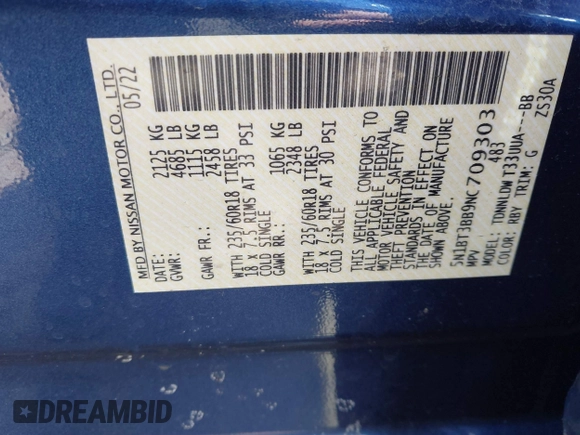 MFD BY NISSAN MOTOR CO., LTD.
05/22
GVWR: 2125 KG
4685 LB
GAWR FR.: 1115 KG
2458 LB
WITH 235/60R18 TIRES
18 X 7.5 RIMS AT 33 PSI
COLD SINGLE
GAWR RR.: 1065 KG
2348 LB
WITH 235/60R18 TIRES
18 X 7.5 RIMS AT 30 PSI
COLD SINGLE
THIS VEHICLE CONFORMS TO
ALL APPLICABLE FEDERAL
MOTOR VEHICLE SAFETY AND
THEFT PREVENTION
STANDARDS IN EFFECT ON
THE DATE OF MANUFACTURE
SHOWN ABOVE.
5N1BT3BB9NC709303
MPV 483
MODEL: TDNNLDWT33UUA---BB
COLOR: RBY TRIM: G ZS30A
DREAMBID